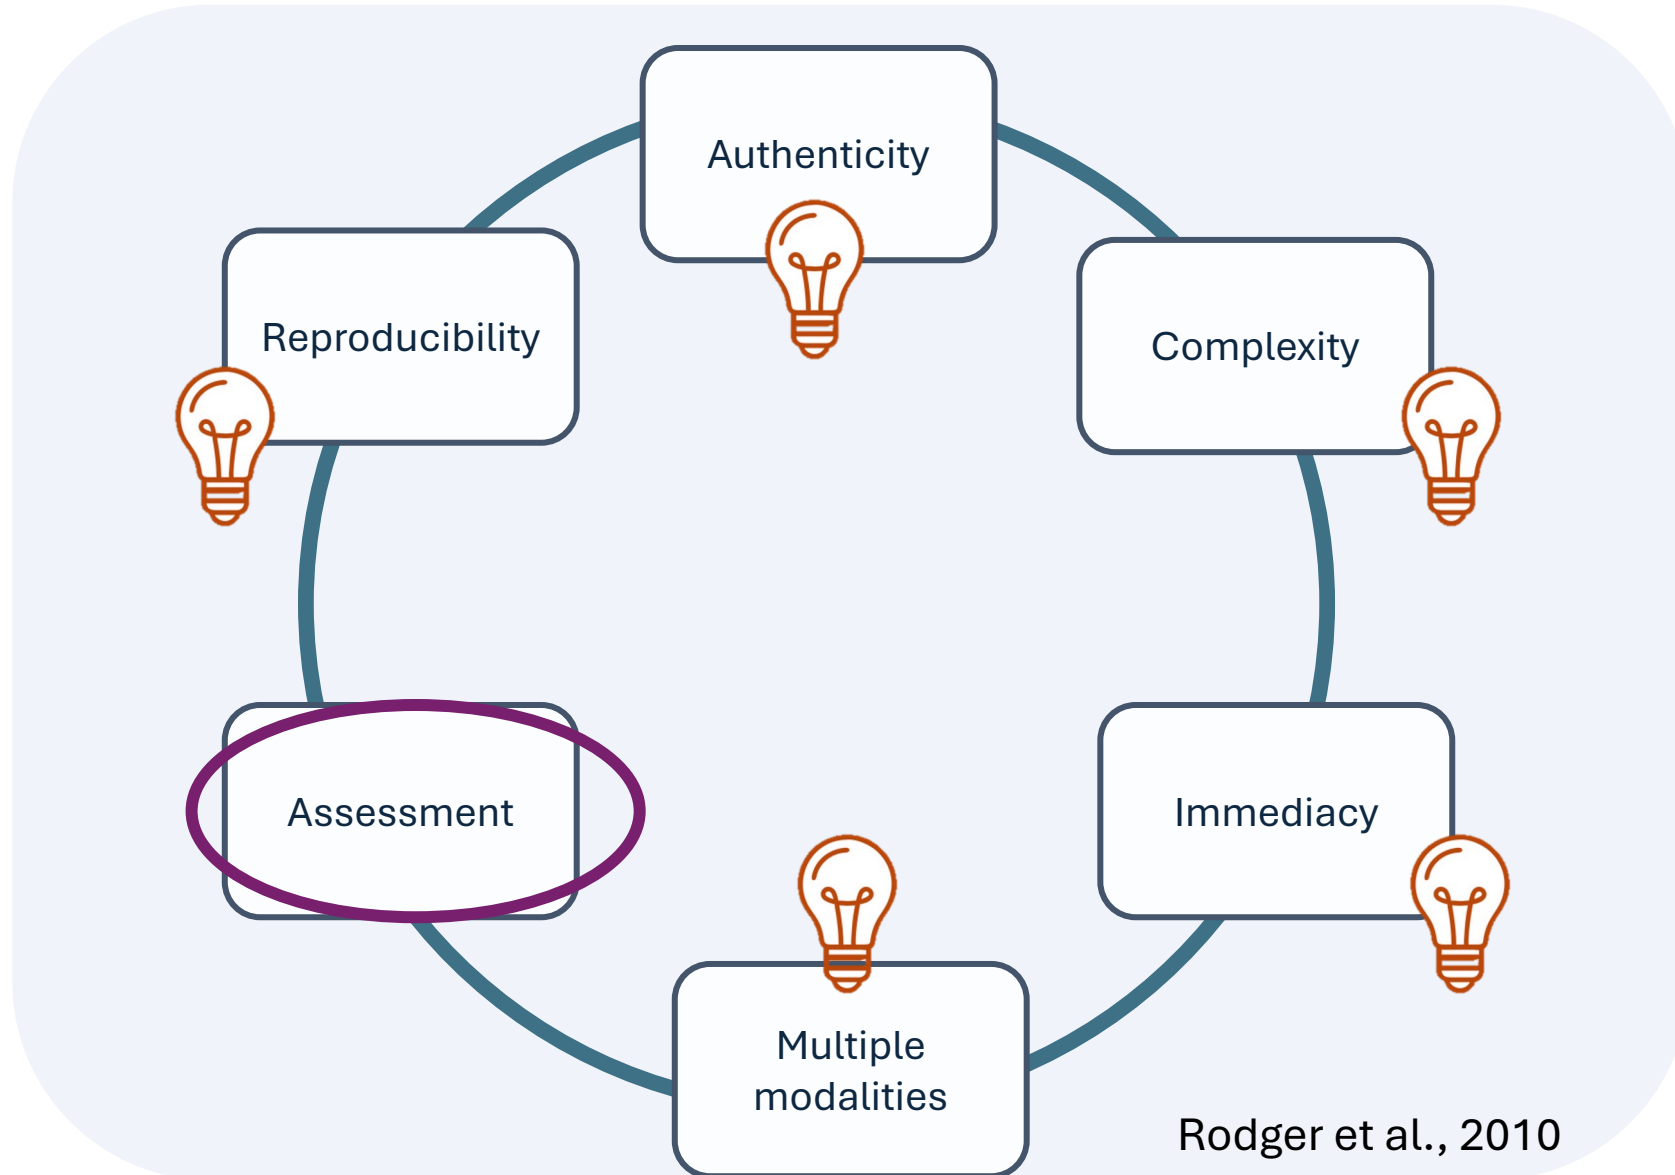 Authenticity
Reproducibility
Complexity
Assessment
Immediacy
Multiple
modalities
Rodger et al., 2010